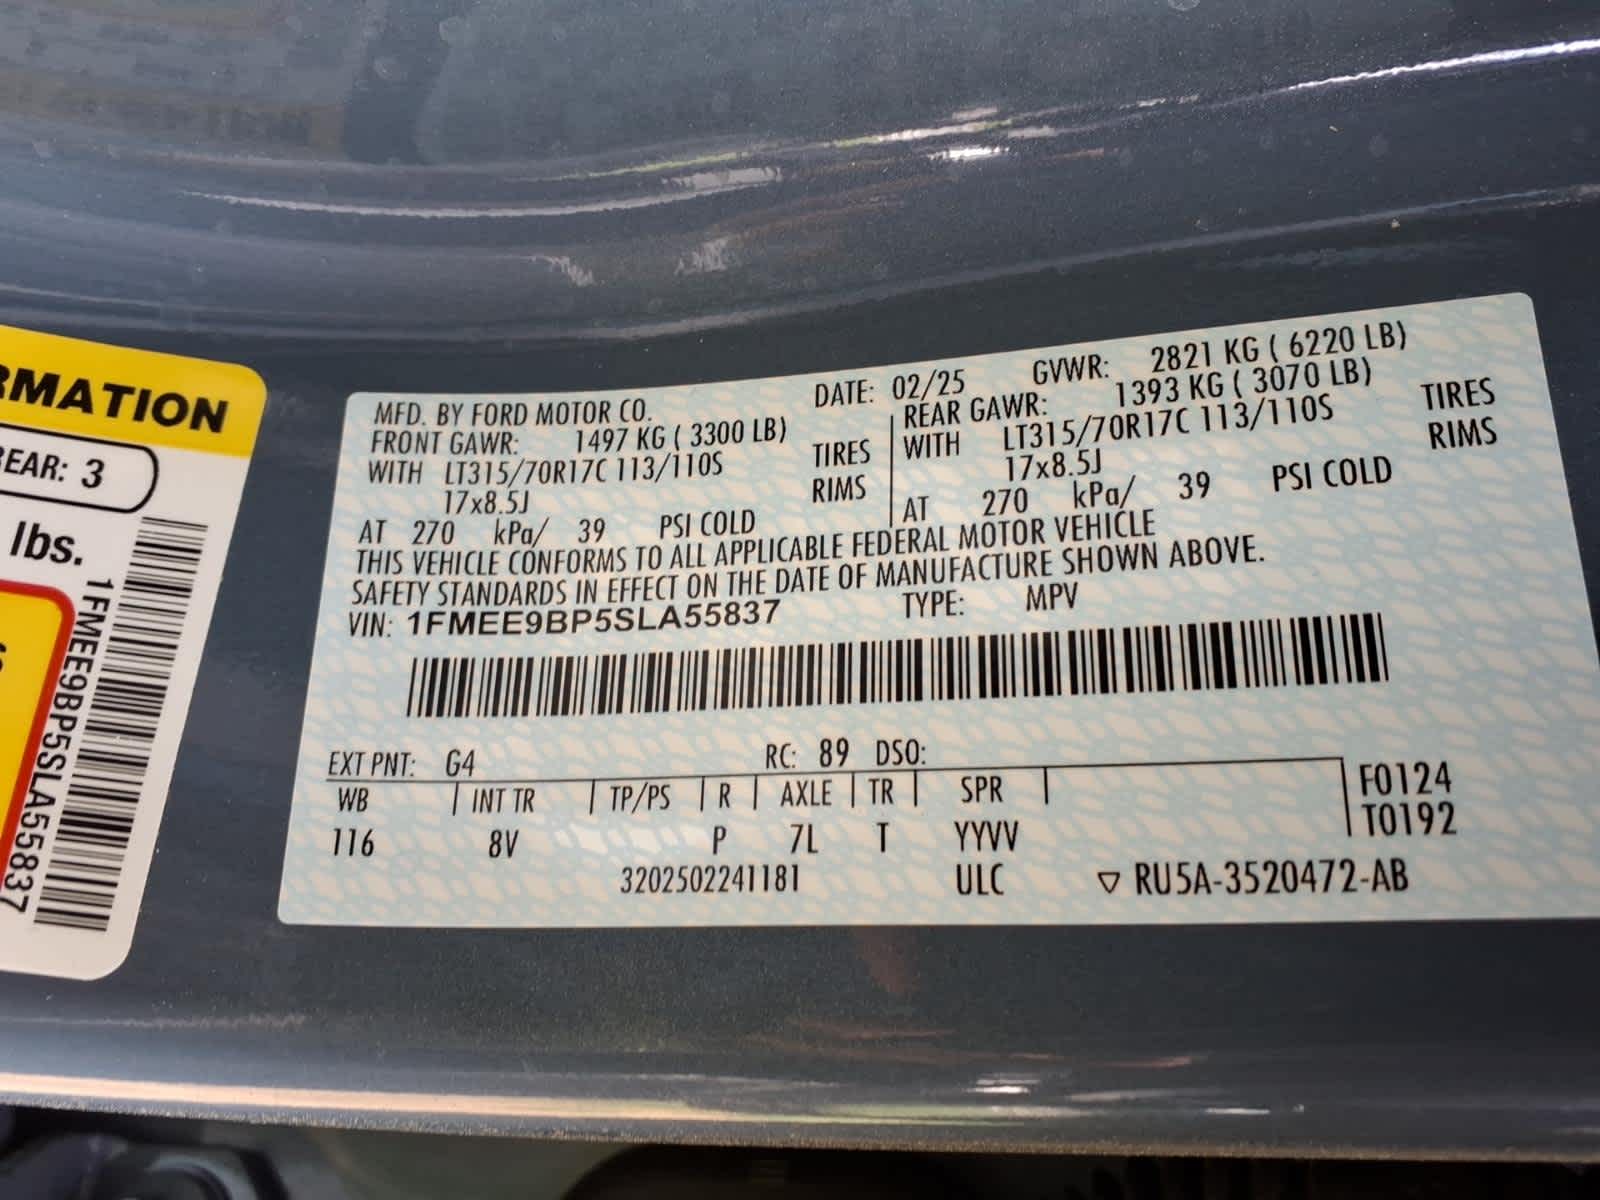 RMATION
REAR: 3
lbs.
1FMEE9BP5SLA55837
MFD. BY FORD MOTOR CO.
DATE: 02/25 GVWR: 2821 KG ( 6220 LB)
FRONT GAWR: 1497 KG ( 3300 LB)
WITH LT315/70R17C 113/110S TIRES
17x8.5J RIMS
AT 270 kPa/ 39 PSI COLD
REAR GAWR: 1393 KG ( 3070 LB)
WITH LT315/70R17C 113/110S TIRES
17x8.5J RIMS
AT 270 kPa/ 39 PSI COLD
THIS VEHICLE CONFORMS TO ALL APPLICABLE FEDERAL MOTOR VEHICLE
SAFETY STANDARDS IN EFFECT ON THE DATE OF MANUFACTURE SHOWN ABOVE.
VIN: 1FMEE9BP5SLA55837 TYPE: MPV
EXT PNT: G4 RC: 89 DSO:
WB | INT TR | TP/PS | R | AXLE | TR | SPR | F0124
116 8V P 7L T YYVV T0192
3202502241181 ULC ▽ RU5A-3520472-AB